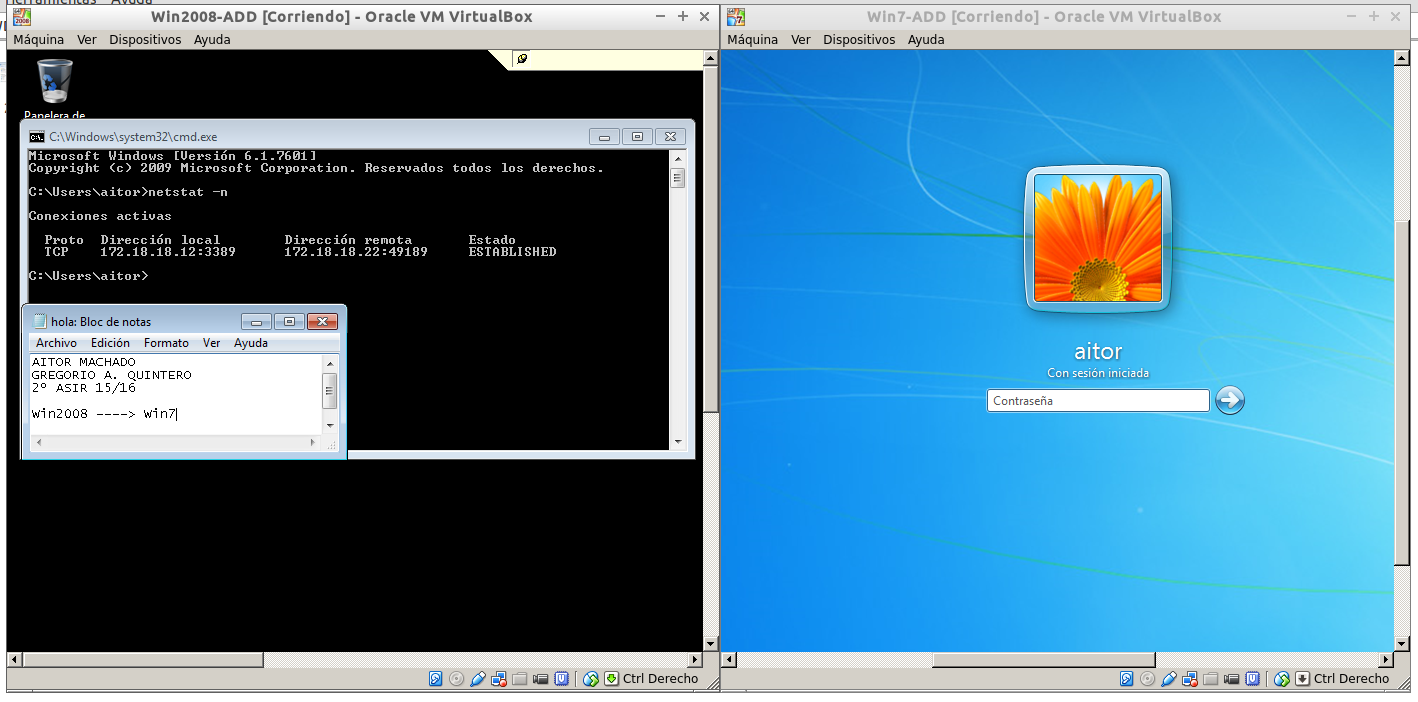 Herramientas Ayuda
Win2008-ADD [Corriendo] - Oracle VM VirtualBox
Máquina Ver Dispositivos Ayuda
Papelera de
C:\Windows\system32\cmd.exe
Microsoft Windows [Versión 6.1.7601]
Copyright (c) 2009 Microsoft Corporation. Reservados todos los derechos.
C:\Users\aitor>netstat -n
Conexiones activas
Proto Dirección local Dirección remota Estado
TCP 172.18.18.12:3389 172.18.18.22:49189 ESTABLISHED
C:\Users\aitor>
hola: Bloc de notas
Archivo Edición Formato Ver Ayuda
AITOR MACHADO
GREGORIO A. QUINTERO
2º ASIR 15/16
Win2008 ----> Win7
Ctrl Derecho
Win7-ADD [Corriendo] - Oracle VM VirtualBox
Máquina Ver Dispositivos Ayuda
aitor
Con sesión iniciada
Contraseña
Ctrl Derecho